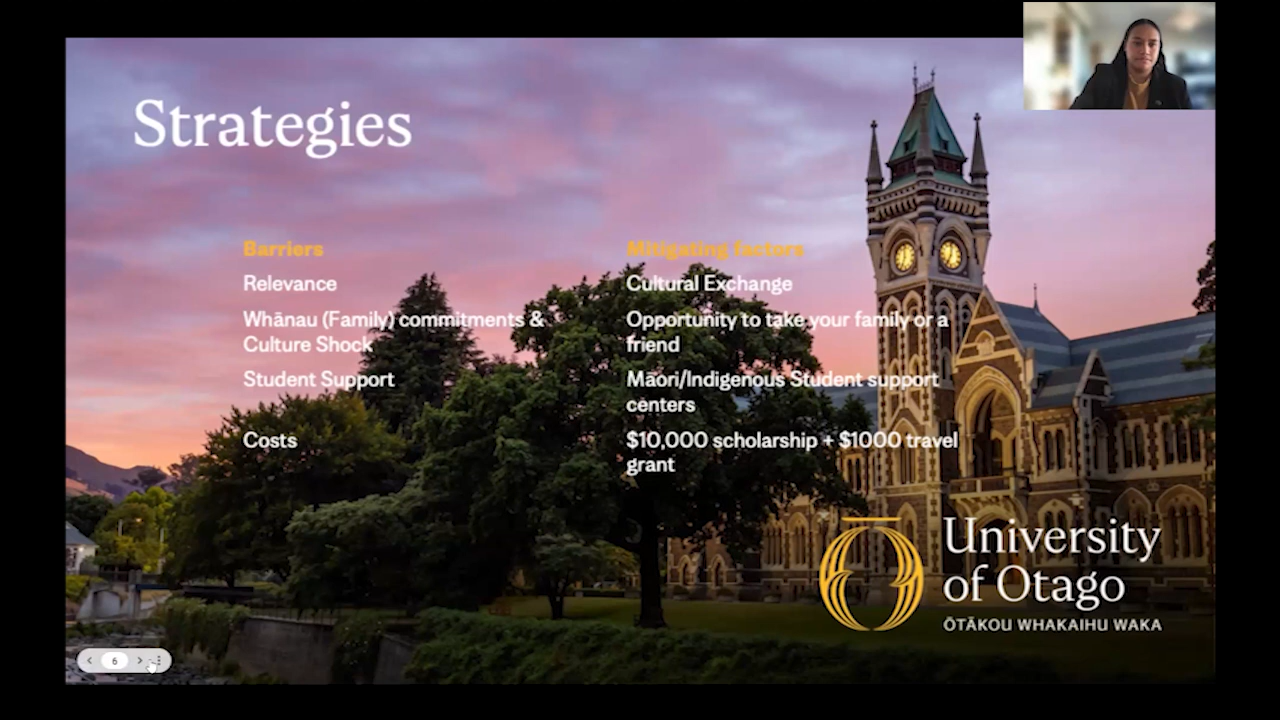 Strategies
Barriers
Mitigating factors
Relevance
Cultural Exchange
Whānau (Family) commitments &
Culture Shock
Opportunity to take your family or a
friend
Student Support
Māori/Indigenous Student support
centers
Costs
$10,000 scholarship + $1000 travel
grant
University
of Otago
ŌTĀKOU WHAKAIHU WAKA
6